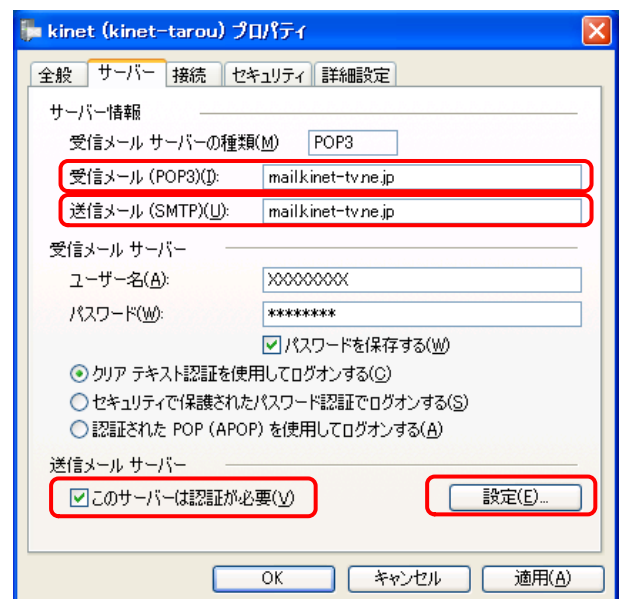 kinet (kinet-tarou) プロパティ
全般 サーバー 接続 セキュリティ 詳細設定
サーバー情報
受信メール サーバーの種類(M) POP3
受信メール (POP3)(I): mail.kinet-tv.ne.jp
送信メール (SMTP)(U): mail.kinet-tv.ne.jp
受信メール サーバー
ユーザー名(A): XXXXXXXX
パスワード(W): ********
パスワードを保存する(W)
クリア テキスト認証を使用してログオンする(C)
セキュリティで保護されたパスワード認証でログオンする(S)
認証された POP (APOP) を使用してログオンする(A)
送信メール サーバー
このサーバーは認証が必要(V) 設定(E)...
OK キャンセル 適用(A)